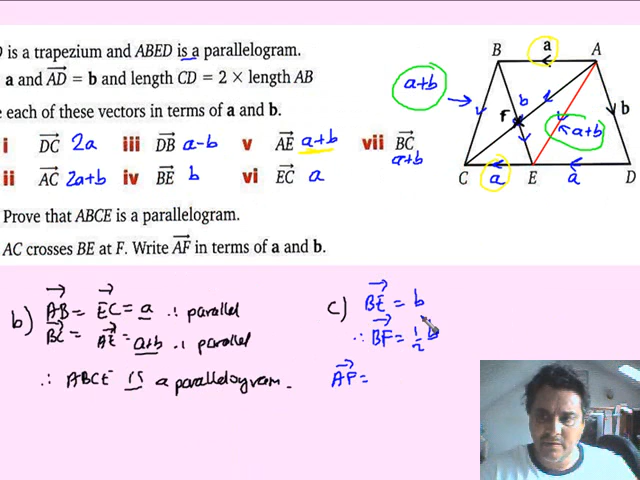 is a trapezium and ABED is a parallelogram.
a and AD = b and length CD = 2 × length AB
e each of these vectors in terms of a and b.
i DC 2a iii DB a-b v AE a+b vii BC a+b
ii AC 2a+b iv BE b vi EC a
Prove that ABCE is a parallelogram.
AC crosses BE at F. Write AF in terms of a and b.
B a A
a+b
b
b
F
a+b
C a E a D
b) AB = EC = a ∴ parallel
BC = AE = a+b ∴ parallel
∴ ABCE IS a parallelogram.
c) BE = b
∴ BF = 1/2 b
AF =